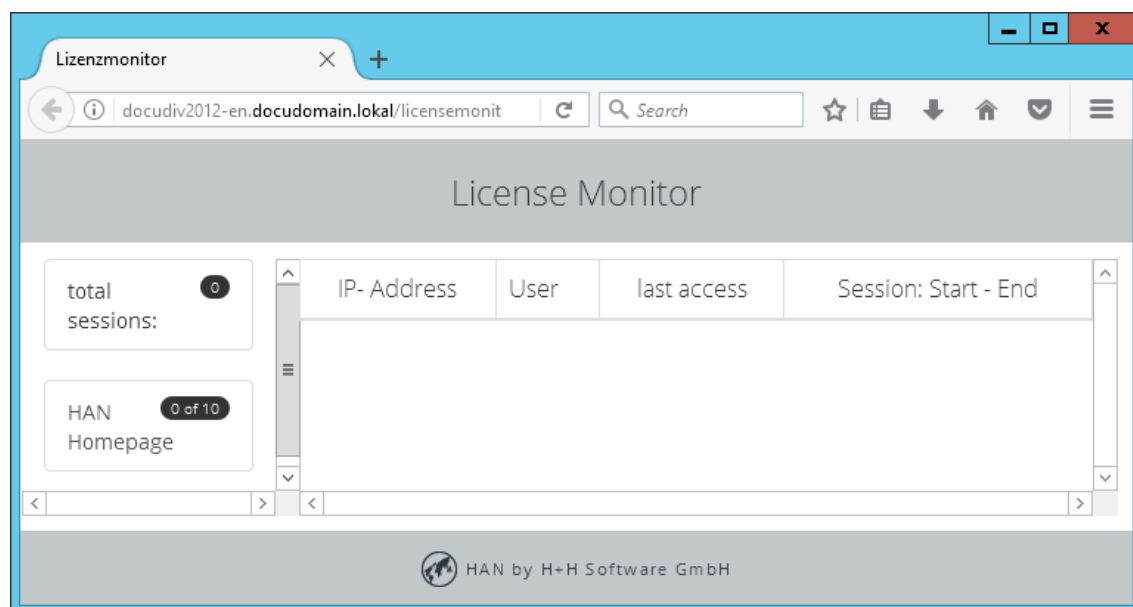 Lizenzmonitor
docudiv2012-en.docudomain.lokal/licensemonit
Search
License Monitor
total 0
sessions:
IP- Address User last access Session: Start - End
HAN 0 of 10
Homepage
HAN by H+H Software GmbH